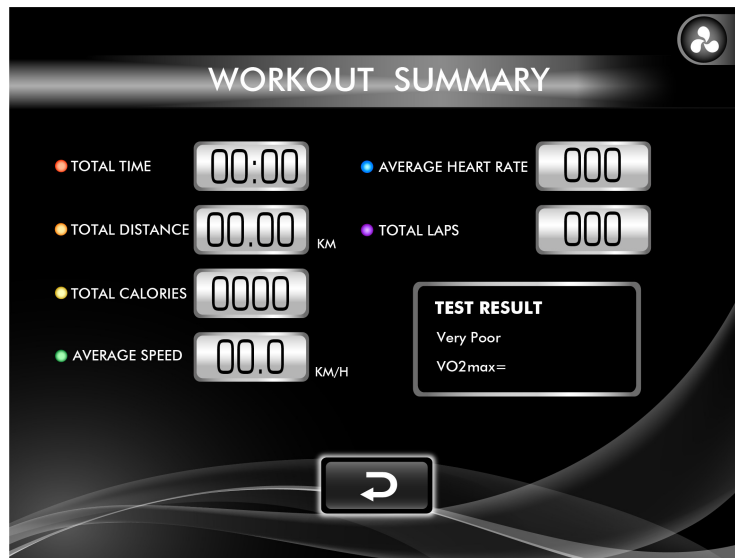 WORKOUT SUMMARY
TOTAL TIME 00:00
TOTAL DISTANCE 00.00 KM
TOTAL CALORIES 0000
AVERAGE SPEED 00.0 KM/H
AVERAGE HEART RATE 000
TOTAL LAPS 000
TEST RESULT
Very Poor
VO2max=